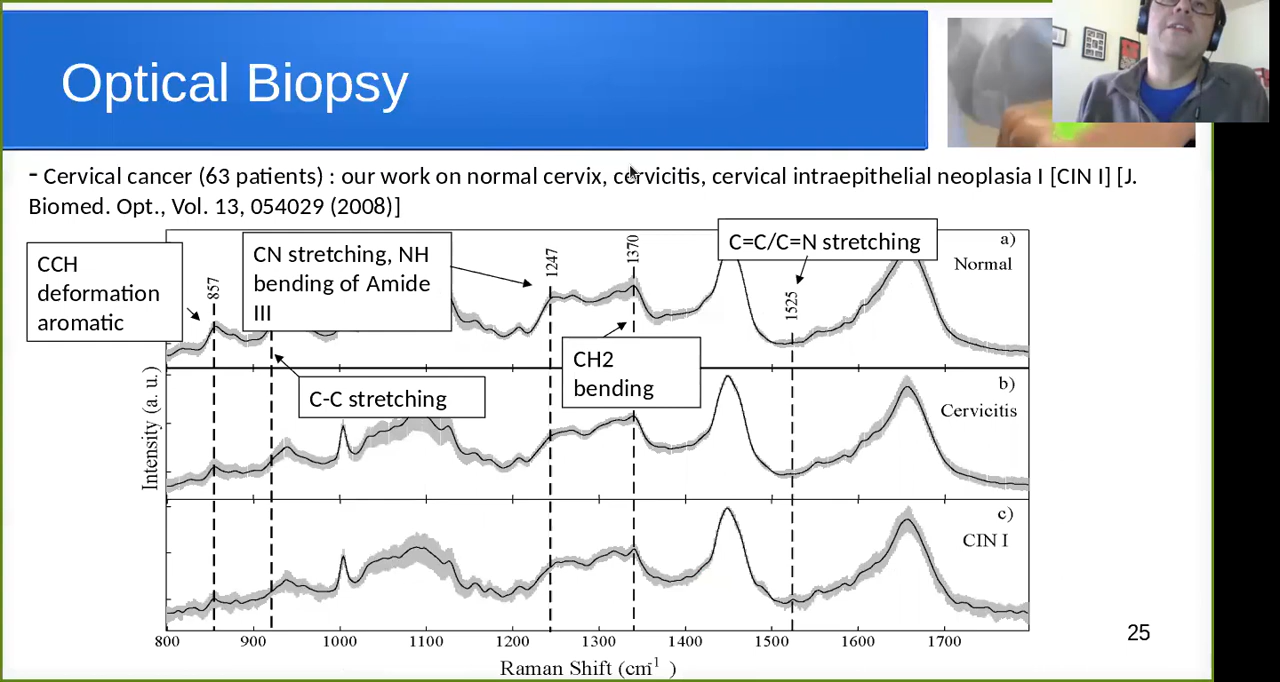 Optical Biopsy
- Cervical cancer (63 patients) : our work on normal cervix, cervicitis, cervical intraepithelial neoplasia I [CIN I] [J.
Biomed. Opt., Vol. 13, 054029 (2008)]
CCH
deformation
aromatic
CN stretching, NH
bending of Amide
III
C=C/C=N stretching
a)
Normal
857
1247
1370
1525
CH2
bending
C-C stretching
b)
Cervicitis
c)
CIN I
Intensity (a. u.)
800 900 1000 1100 1200 1300 1400 1500 1600 1700
Raman Shift (cm-1 )
25